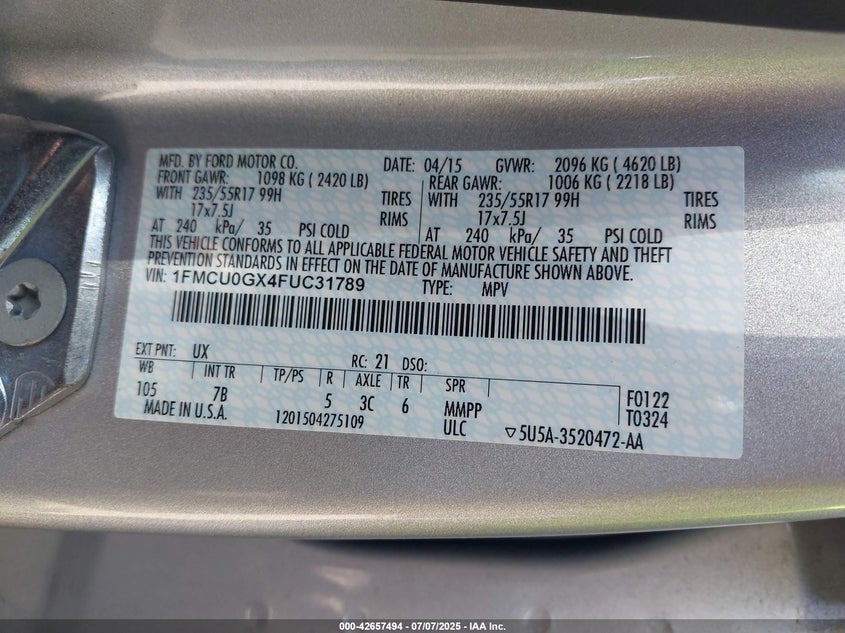 MFD. BY FORD MOTOR CO. DATE: 04/15 GVWR: 2096 KG ( 4620 LB)
FRONT GAWR: 1098 KG ( 2420 LB) REAR GAWR: 1006 KG ( 2218 LB)
WITH 235/55R17 99H TIRES WITH 235/55R17 99H TIRES
17x7.5J RIMS 17x7.5J RIMS
AT 240 kPa/ 35 PSI COLD AT 240 kPa/ 35 PSI COLD
THIS VEHICLE CONFORMS TO ALL APPLICABLE FEDERAL MOTOR VEHICLE SAFETY AND THEFT
PREVENTION STANDARDS IN EFFECT ON THE DATE OF MANUFACTURE SHOWN ABOVE.
VIN: 1FMCU0GX4FUC31789 TYPE: MPV
EXT PNT: UX RC: 21 DSO:
WB INT TR TP/PS R AXLE TR SPR
105 7B 5 3C 6 MMPP F0122
MADE IN U.S.A. 1201504275109 ULC T0324
▽5U5A-3520472-AA
000-42657494 - 07/07/2025 - IAA Inc.